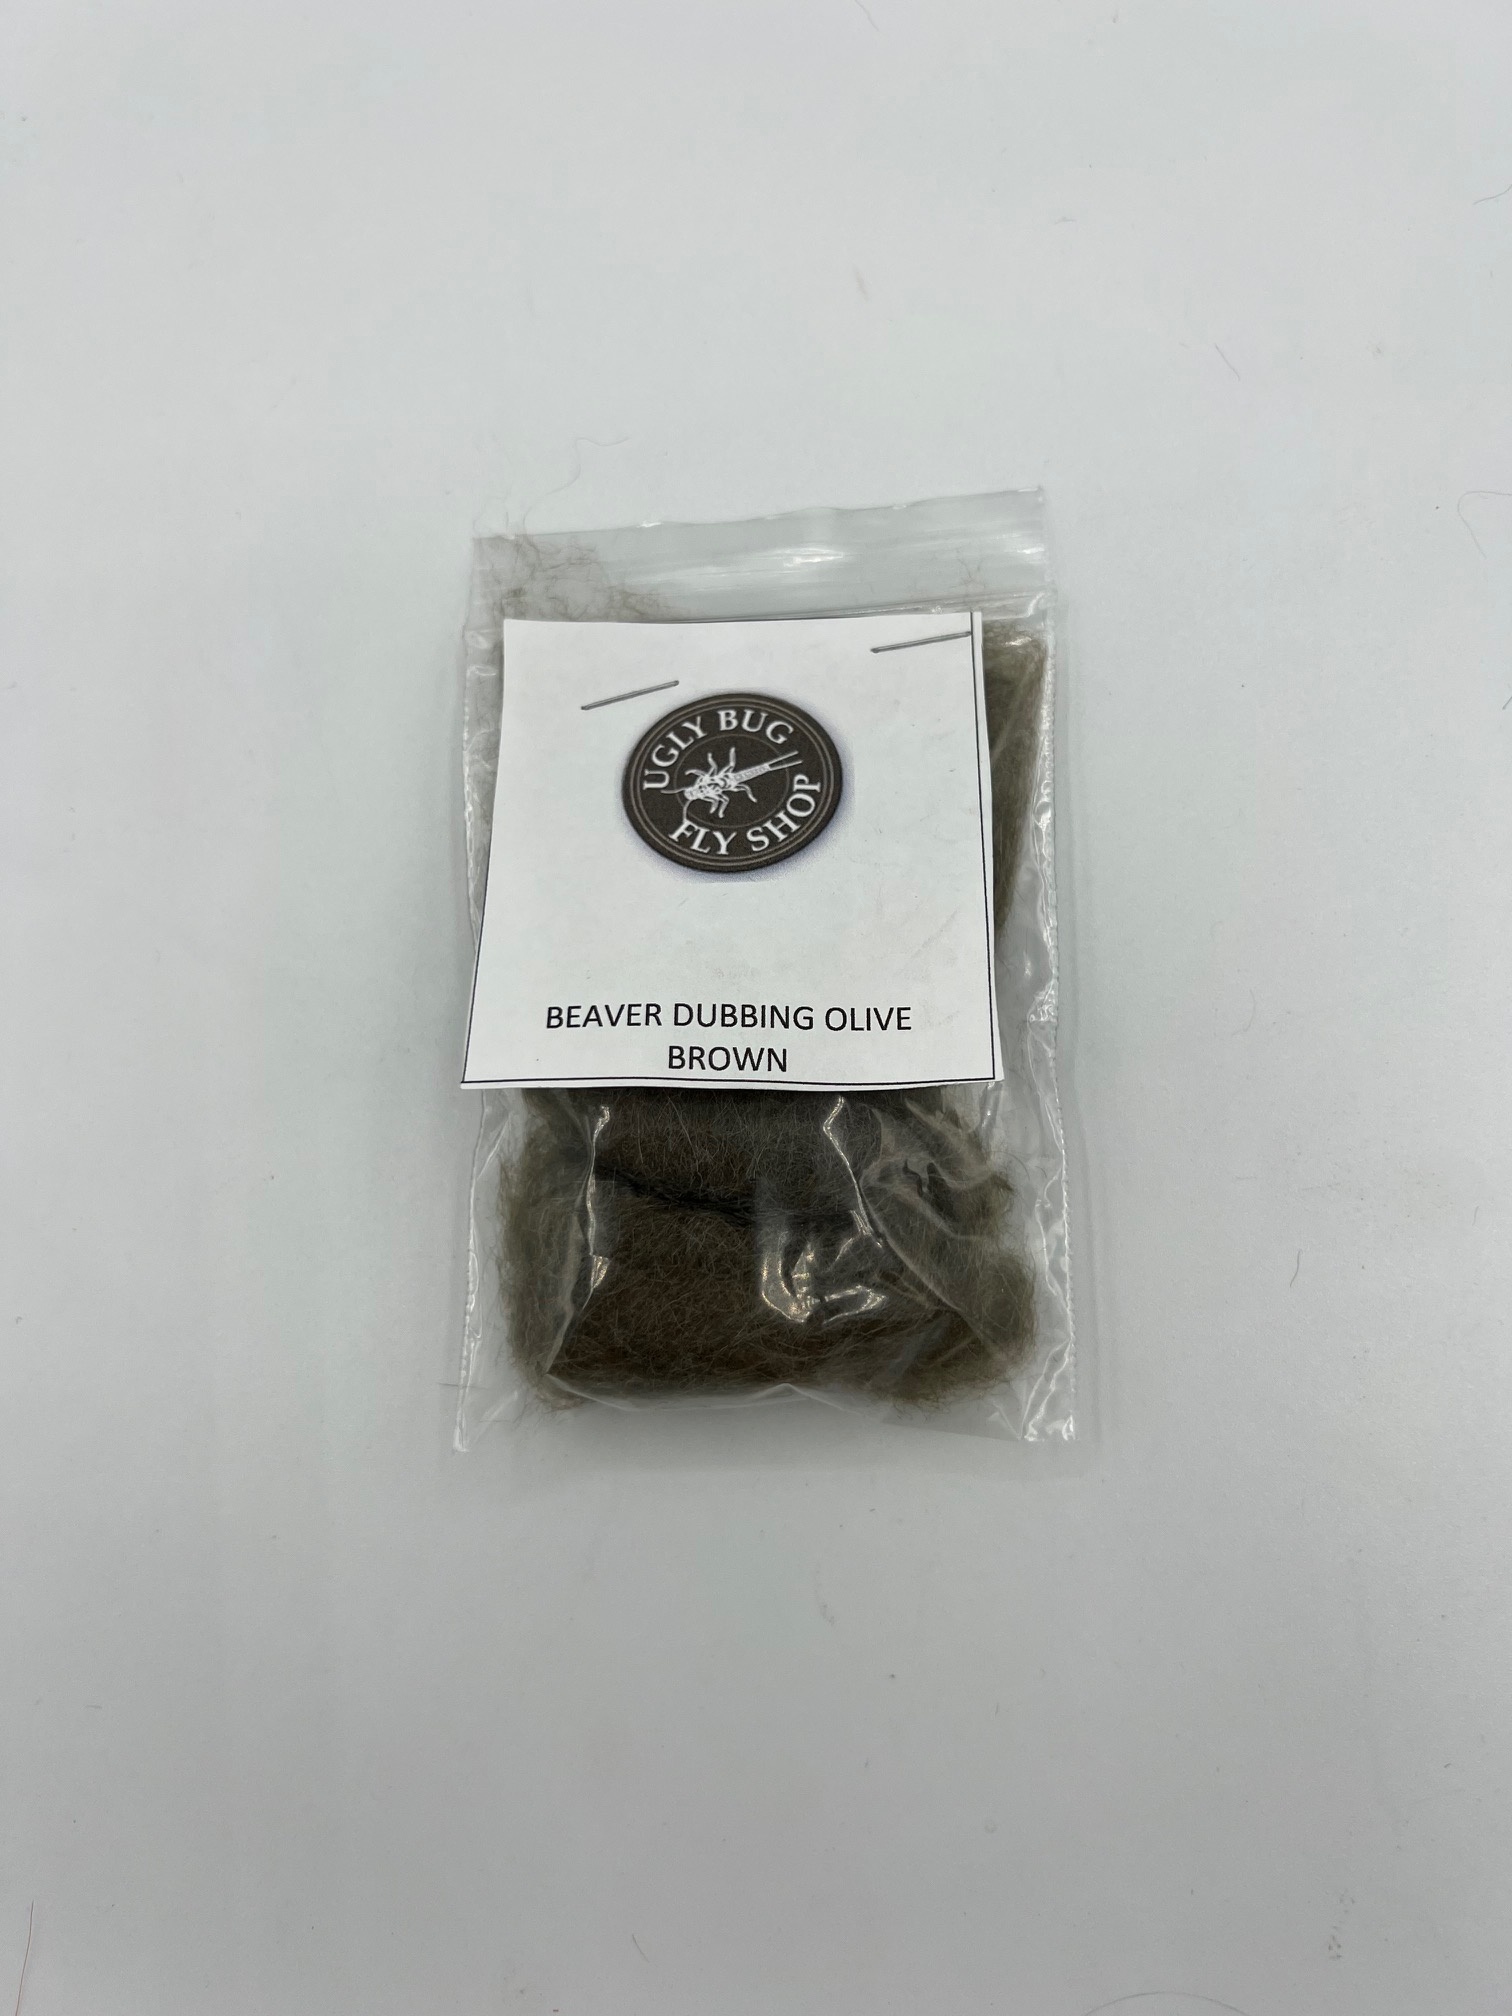 UGLY BUG
FLY SHOP
BEAVER DUBBING OLIVE
BROWN